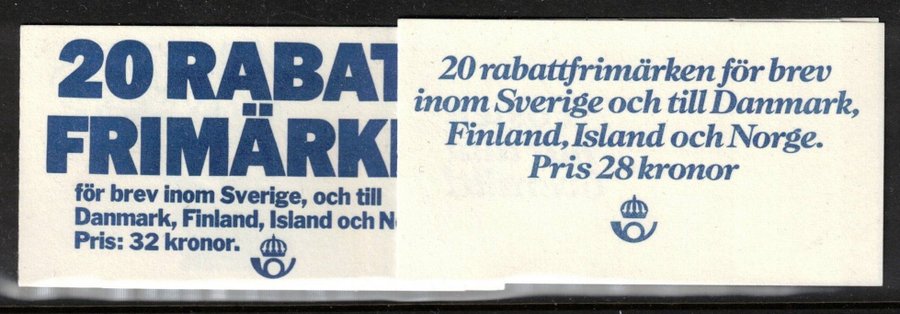 20 RABAT
FRIMÄRK
för brev inom Sverige, och till
Danmark, Finland, Island och N
Pris: 32 kronor.
20 rabattfrimärken för brev
inom Sverige och till Danmark,
Finland, Island och Norge.
Pris 28 kronor